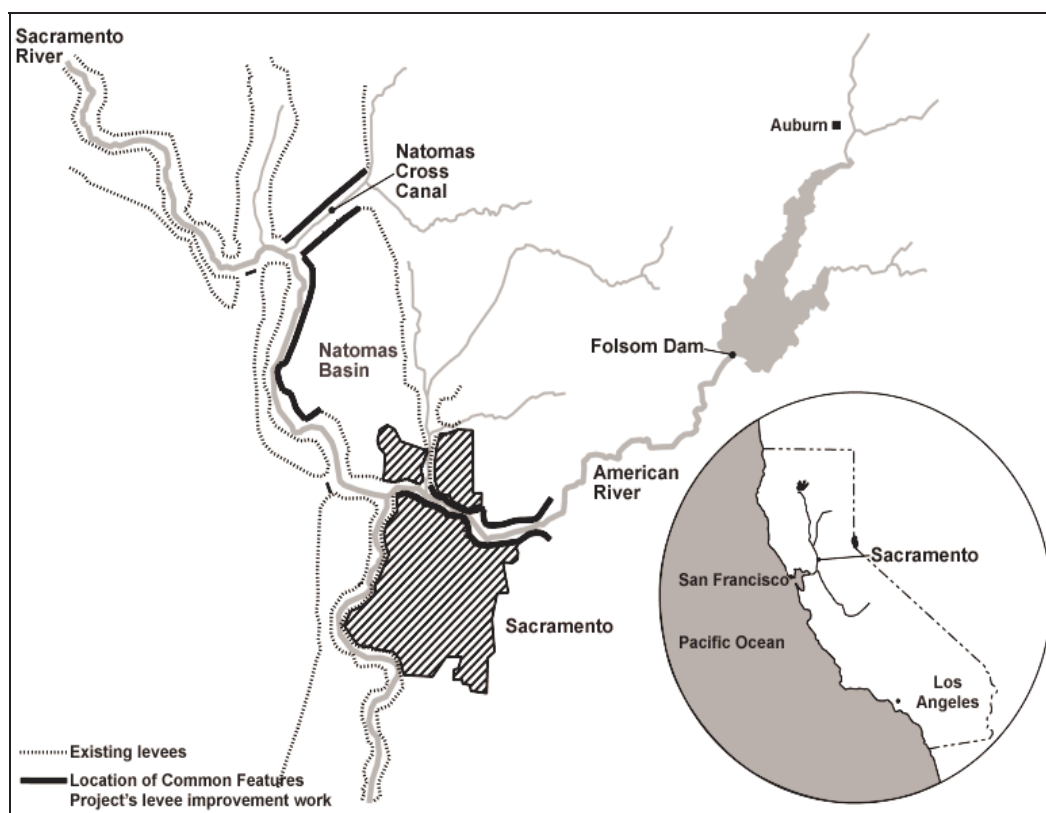 Sacramento
River
Auburn
Natomas
Cross
Canal
Folsom Dam
Natomas
Basin
American
River
Sacramento
Sacramento
San Francisco
Pacific Ocean
Los
Angeles
Existing levees
Location of Common Features
Project's levee improvement work